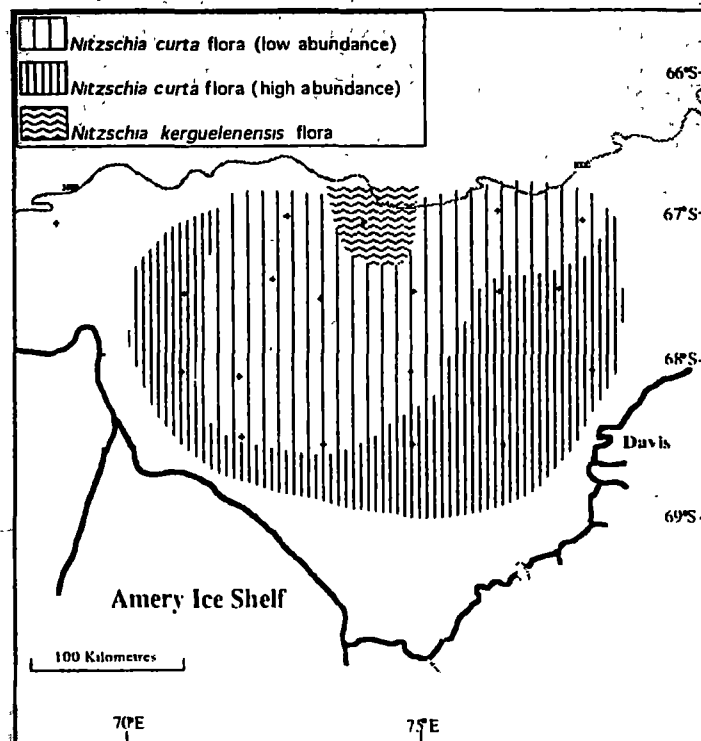 Nitzschia curta flora (low abundance)
Nitzschia curta flora (high abundance)
Nitzschia kerguelenensis flora
66°S
67°S
68°S
Davis
69°S
Amery Ice Shelf
100 Kilometres
70°E
75°E